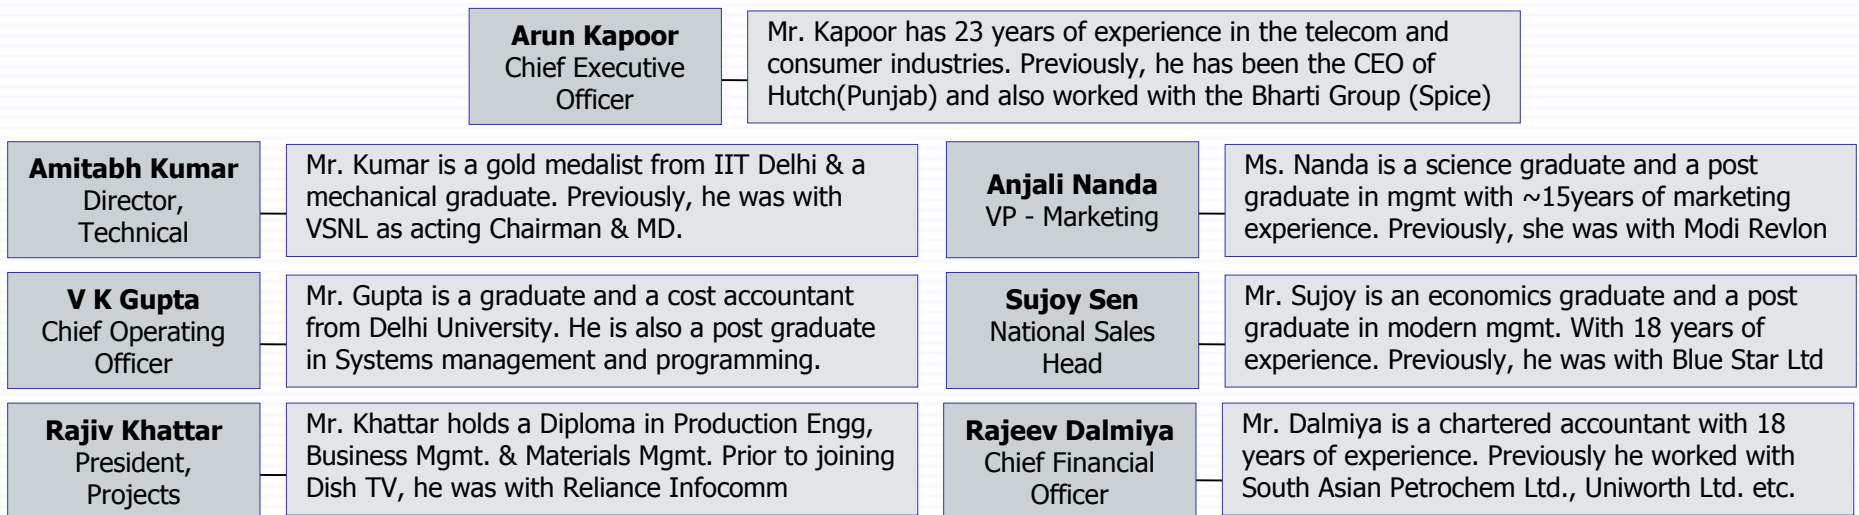 Arun Kapoor
Chief Executive
Officer
Mr. Kapoor has 23 years of experience in the telecom and
consumer industries. Previously, he has been the CEO of
Hutch(Punjab) and also worked with the Bharti Group (Spice)
Amitabh Kumar
Director,
Technical
Mr. Kumar is a gold medalist from IIT Delhi & a
mechanical graduate. Previously, he was with
VSNL as acting Chairman & MD.
Anjali Nanda
VP - Marketing
Ms. Nanda is a science graduate and a post
graduate in mgmt with ~15years of marketing
experience. Previously, she was with Modi Revlon
V K Gupta
Chief Operating
Officer
Mr. Gupta is a graduate and a cost accountant
from Delhi University. He is also a post graduate
in Systems management and programming.
Sujoy Sen
National Sales
Head
Mr. Sujoy is an economics graduate and a post
graduate in modern mgmt. With 18 years of
experience. Previously, he was with Blue Star Ltd
Rajiv Khattar
President,
Projects
Mr. Khattar holds a Diploma in Production Engg,
Business Mgmt. & Materials Mgmt. Prior to joining
Dish TV, he was with Reliance Infocomm
Rajeev Dalmiya
Chief Financial
Officer
Mr. Dalmiya is a chartered accountant with 18
years of experience. Previously he worked with
South Asian Petrochem Ltd., Uniworth Ltd. etc.